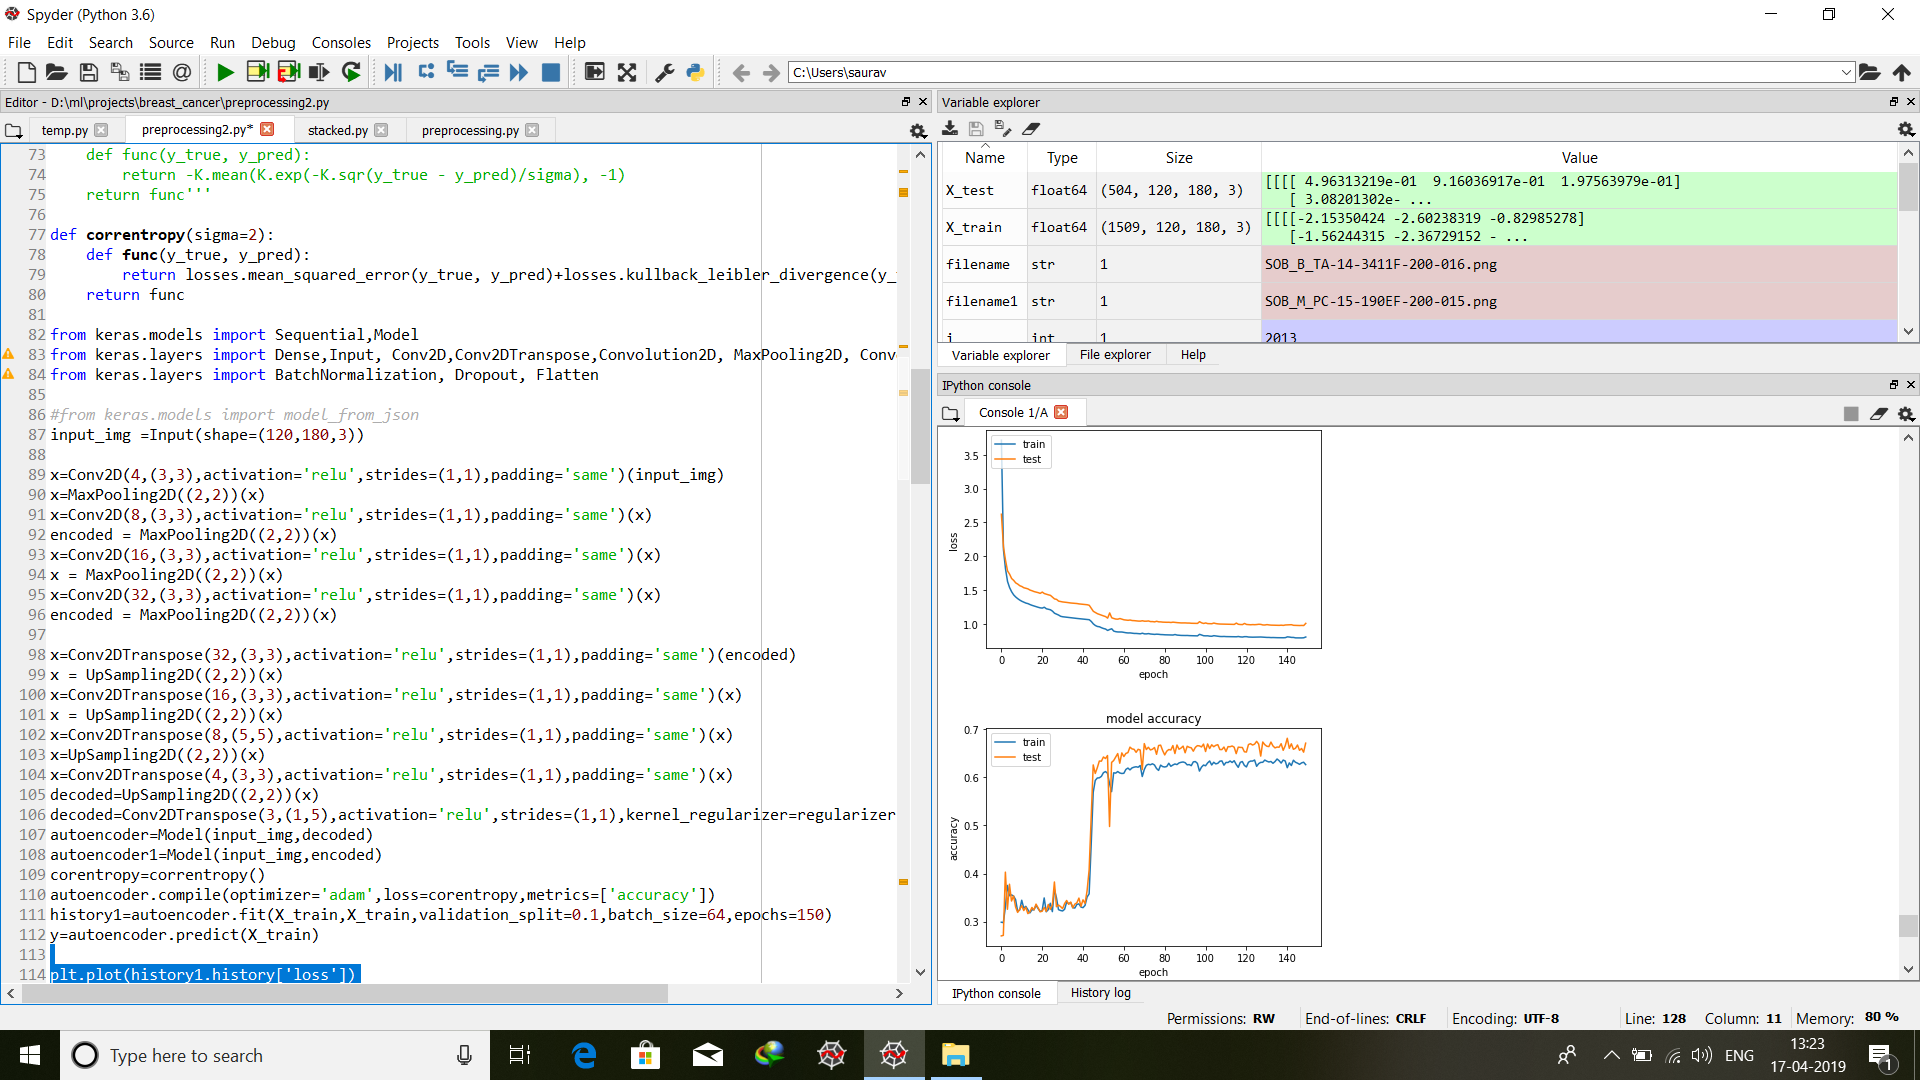 Spyder (Python 3.6)
File Edit Search Source Run Debug Consoles Projects Tools View Help
C:\Users\saurav
Editor - D:\ml\projects\breast_cancer\preprocessing2.py
temp.py preprocessing2.py* stacked.py preprocessing.py
73 def func(y_true, y_pred):
74 return -K.mean(K.exp(-K.sqr(y_true - y_pred)/sigma), -1)
75 return func'''
76
77 def correntropy(sigma=2):
78 def func(y_true, y_pred):
79 return losses.mean_squared_error(y_true, y_pred)+losses.kullback_leibler_divergence(y_
80 return func
81
82 from keras.models import Sequential,Model
83 from keras.layers import Dense,Input, Conv2D,Conv2DTranspose,Convolution2D, MaxPooling2D, Conv
84 from keras.layers import BatchNormalization, Dropout, Flatten
85
86 #from keras.models import model_from_json
87 input_img =Input(shape=(120,180,3))
88
89 x=Conv2D(4,(3,3),activation='relu',strides=(1,1),padding='same')(input_img)
90 x=MaxPooling2D((2,2))(x)
91 x=Conv2D(8,(3,3),activation='relu',strides=(1,1),padding='same')(x)
92 encoded = MaxPooling2D((2,2))(x)
93 x=Conv2D(16,(3,3),activation='relu',strides=(1,1),padding='same')(x)
94 x = MaxPooling2D((2,2))(x)
95 x=Conv2D(32,(3,3),activation='relu',strides=(1,1),padding='same')(x)
96 encoded = MaxPooling2D((2,2))(x)
97
98 x=Conv2DTranspose(32,(3,3),activation='relu',strides=(1,1),padding='same')(encoded)
99 x = UpSampling2D((2,2))(x)
100 x=Conv2DTranspose(16,(3,3),activation='relu',strides=(1,1),padding='same')(x)
101 x = UpSampling2D((2,2))(x)
102 x=Conv2DTranspose(8,(5,5),activation='relu',strides=(1,1),padding='same')(x)
103 x=UpSampling2D((2,2))(x)
104 x=Conv2DTranspose(4,(3,3),activation='relu',strides=(1,1),padding='same')(x)
105 decoded=UpSampling2D((2,2))(x)
106 decoded=Conv2DTranspose(3,(1,5),activation='relu',strides=(1,1),kernel_regularizer=regularizer
107 autoencoder=Model(input_img,decoded)
108 autoencoder1=Model(input_img,encoded)
109 corentropy=correntropy()
110 autoencoder.compile(optimizer='adam',loss=corentropy,metrics=['accuracy'])
111 history1=autoencoder.fit(X_train,X_train,validation_split=0.1,batch_size=64,epochs=150)
112 y=autoencoder.predict(X_train)
113
114 plt.plot(history1.history['loss'])
Variable explorer
Name Type Size Value
X_test float64 (504, 120, 180, 3) [[[[ 4.96313219e-01 9.16036917e-01 1.97563979e-01]
[ 3.08201302e- ...
X_train float64 (1509, 120, 180, 3) [[[[-2.15350424 -2.60238319 -0.82985278]
[-1.56244315 -2.36729152 - ...
filename str 1 SOB_B_TA-14-3411F-200-016.png
filename1 str 1 SOB_M_PC-15-190EF-200-015.png
i int 1 2013
Variable explorer File explorer Help
IPython console
Console 1/A
train
test
3.5
3.0
2.5
2.0
1.5
1.0
loss
0 20 40 60 80 100 120 140
epoch
model accuracy
train
test
0.7
0.6
0.5
0.4
0.3
accuracy
0 20 40 60 80 100 120 140
epoch
IPython console History log
Permissions: RW End-of-lines: CRLF Encoding: UTF-8 Line: 128 Column: 11 Memory: 80 %
Type here to search
ENG
13:23
17-04-2019
1